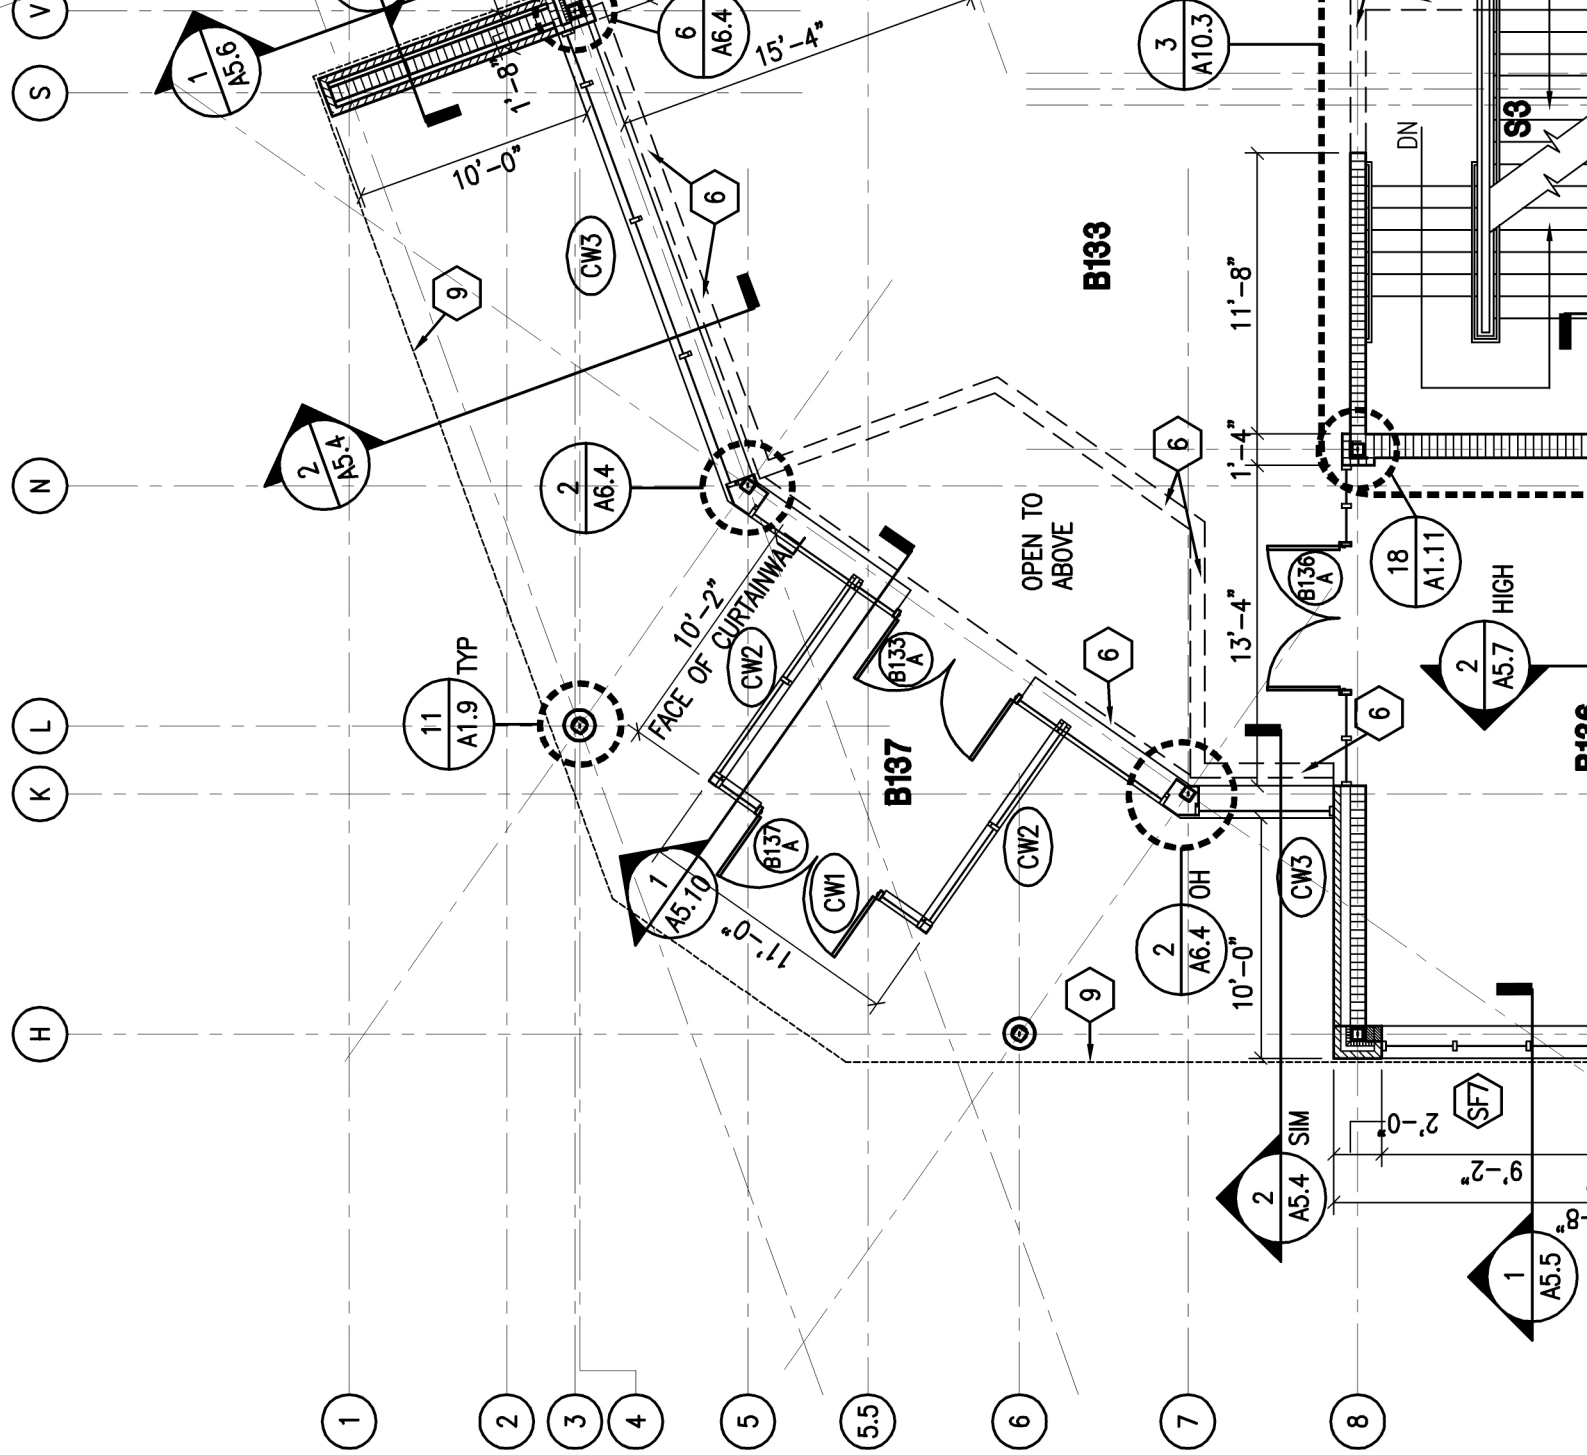 V
S
N
L
K
H
1
A5.6
6
A6.4
15'-4"
1'-8"
10'-0"
3
A10.3
DN
S3
6
CW3
9
B133
11'-8"
2
A5.4
2
A6.4
6
1'-4"
OPEN TO
ABOVE
18
A1.11
B136
A
HIGH
13'-4"
10'-2"
FACE OF CURTAINWAL
CW2
B133
A
6
2
A5.7
6
11
A1.9
TYP
B137
B137
A
CW1
CW2
1
A5.10
11'-0"
2
A6.4
OH
CW3
10'-0"
9
SF7
2'-0"
9'-2"
SIM
2
A5.4
1
A5.5
1
2
3
4
5
5.5
6
7
8